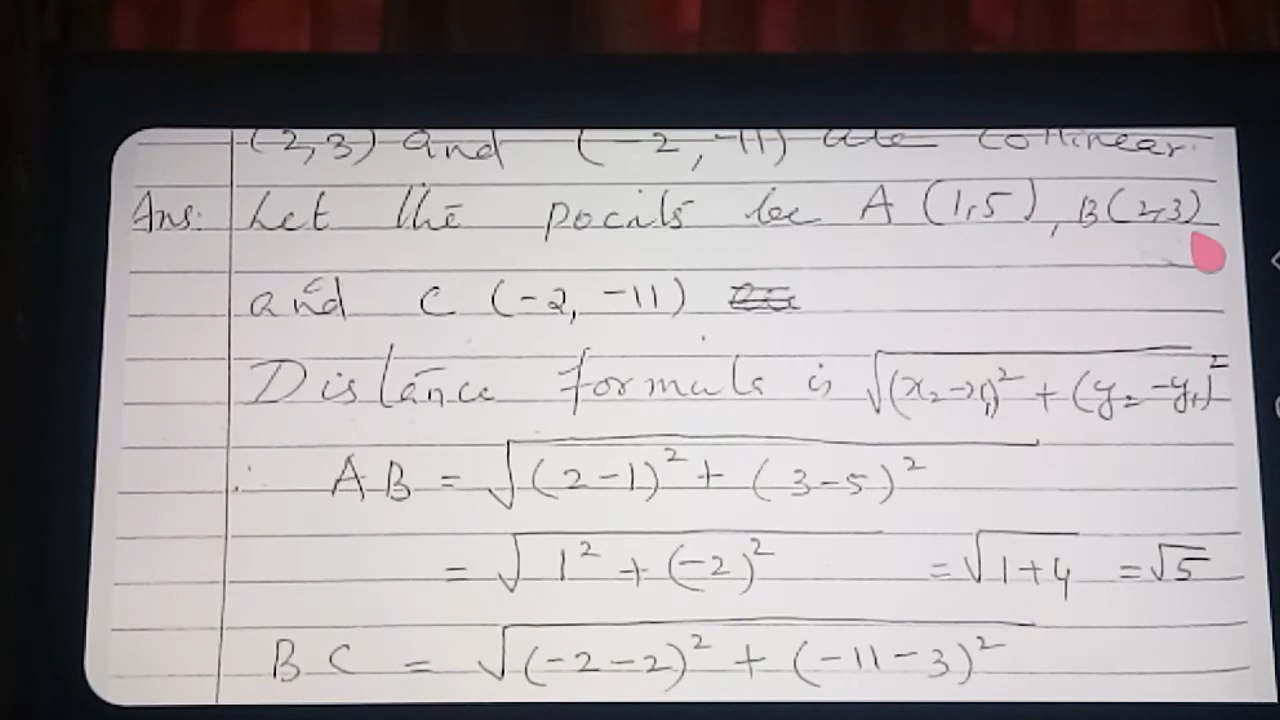 (2,3) and (-2,-11) are collinear.
Ans: Let the points be A (1,5), B(2,3)
and C (-2, -11)
Distance formula is √(x₂-x₁)² + (y₂-y₁)²
∴ AB = √(2-1)² + (3-5)²
= √1² + (-2)² = √1+4 = √5
BC = √(-2-2)² + (-11-3)²